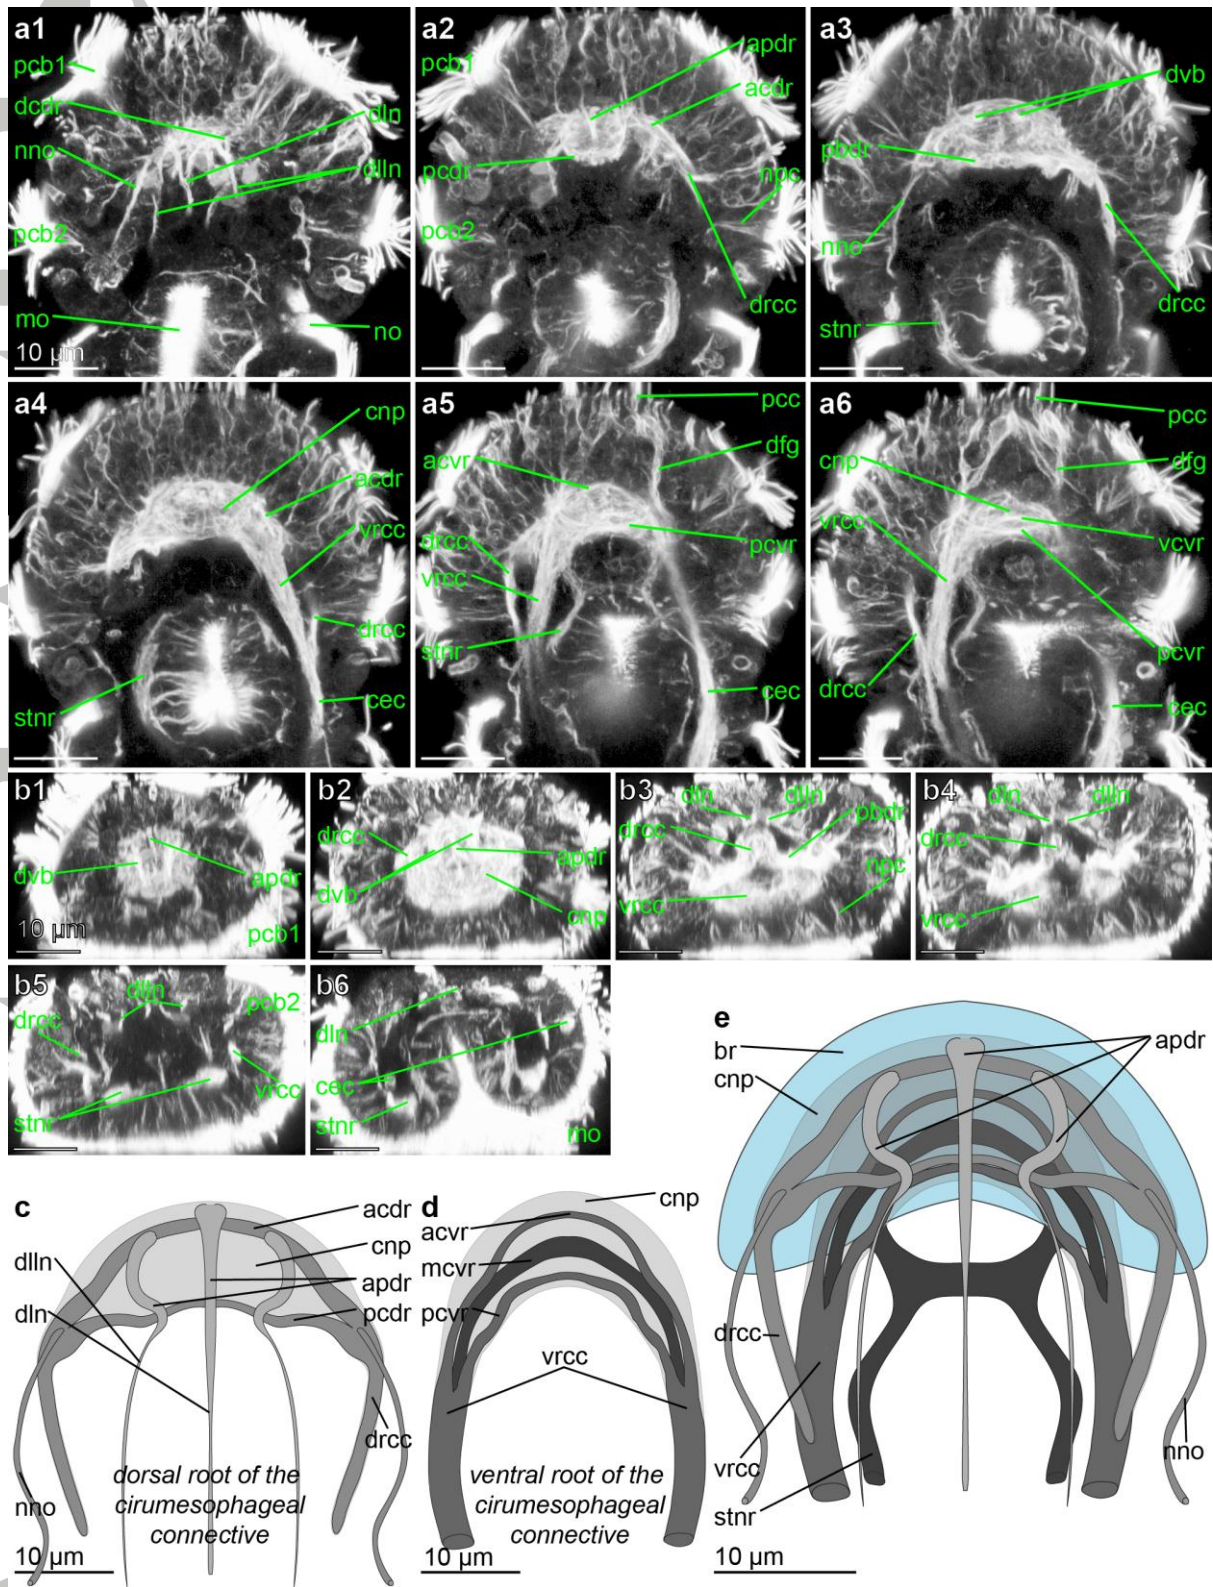 a1
pcb1
dcdr
nno
dln
dlln
pcb2
mo
no
10 µm
a2
pcb1
apdr
acdr
pcdr
npc
pcb2
drcc
a3
dvb
pbdr
nno
drcc
stnr
a4
cnp
acdr
vrcc
drcc
stnr
cec
a5
pcc
dfg
acvr
drcc
pcvr
vrcc
stnr
cec
a6
pcc
cnp
dfg
vrcc
vcvr
pcvr
drcc
cec
b1
dvb
apdr
10 µm
pcb1
b2
drcc
apdr
dvb
cnp
b3
dln
dlln
drcc
pbdr
npc
vrcc
b4
dln
dlln
drcc
vrcc
b5
dlln
pcb2
drcc
vrcc
stnr
b6
dln
cec
stnr
mo
c
acdr
dlln
cnp
apdr
dln
pcdr
drcc
nno
dorsal root of the
cirumesophageal
connective
10 µm
d
cnp
acvr
mcvr
pcvr
vrcc
ventral root of the
cirumesophageal
connective
10 µm
e
br
apdr
cnp
drcc
vrcc
nno
stnr
10 µm